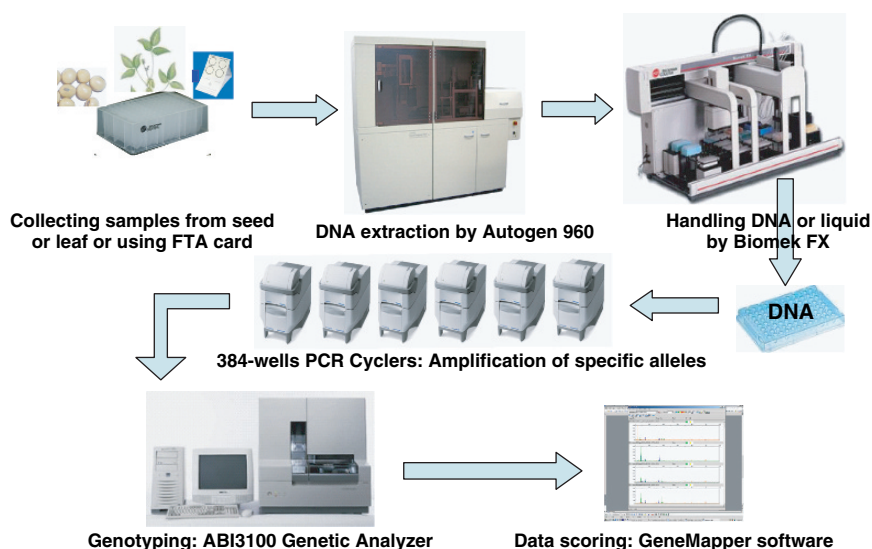 Collecting samples from seed
or leaf or using FTA card
DNA extraction by Autogen 960
Handling DNA or liquid
by Biomek FX
DNA
384-wells PCR Cyclers: Amplification of specific alleles
Genotyping: ABI3100 Genetic Analyzer
Data scoring: GeneMapper software